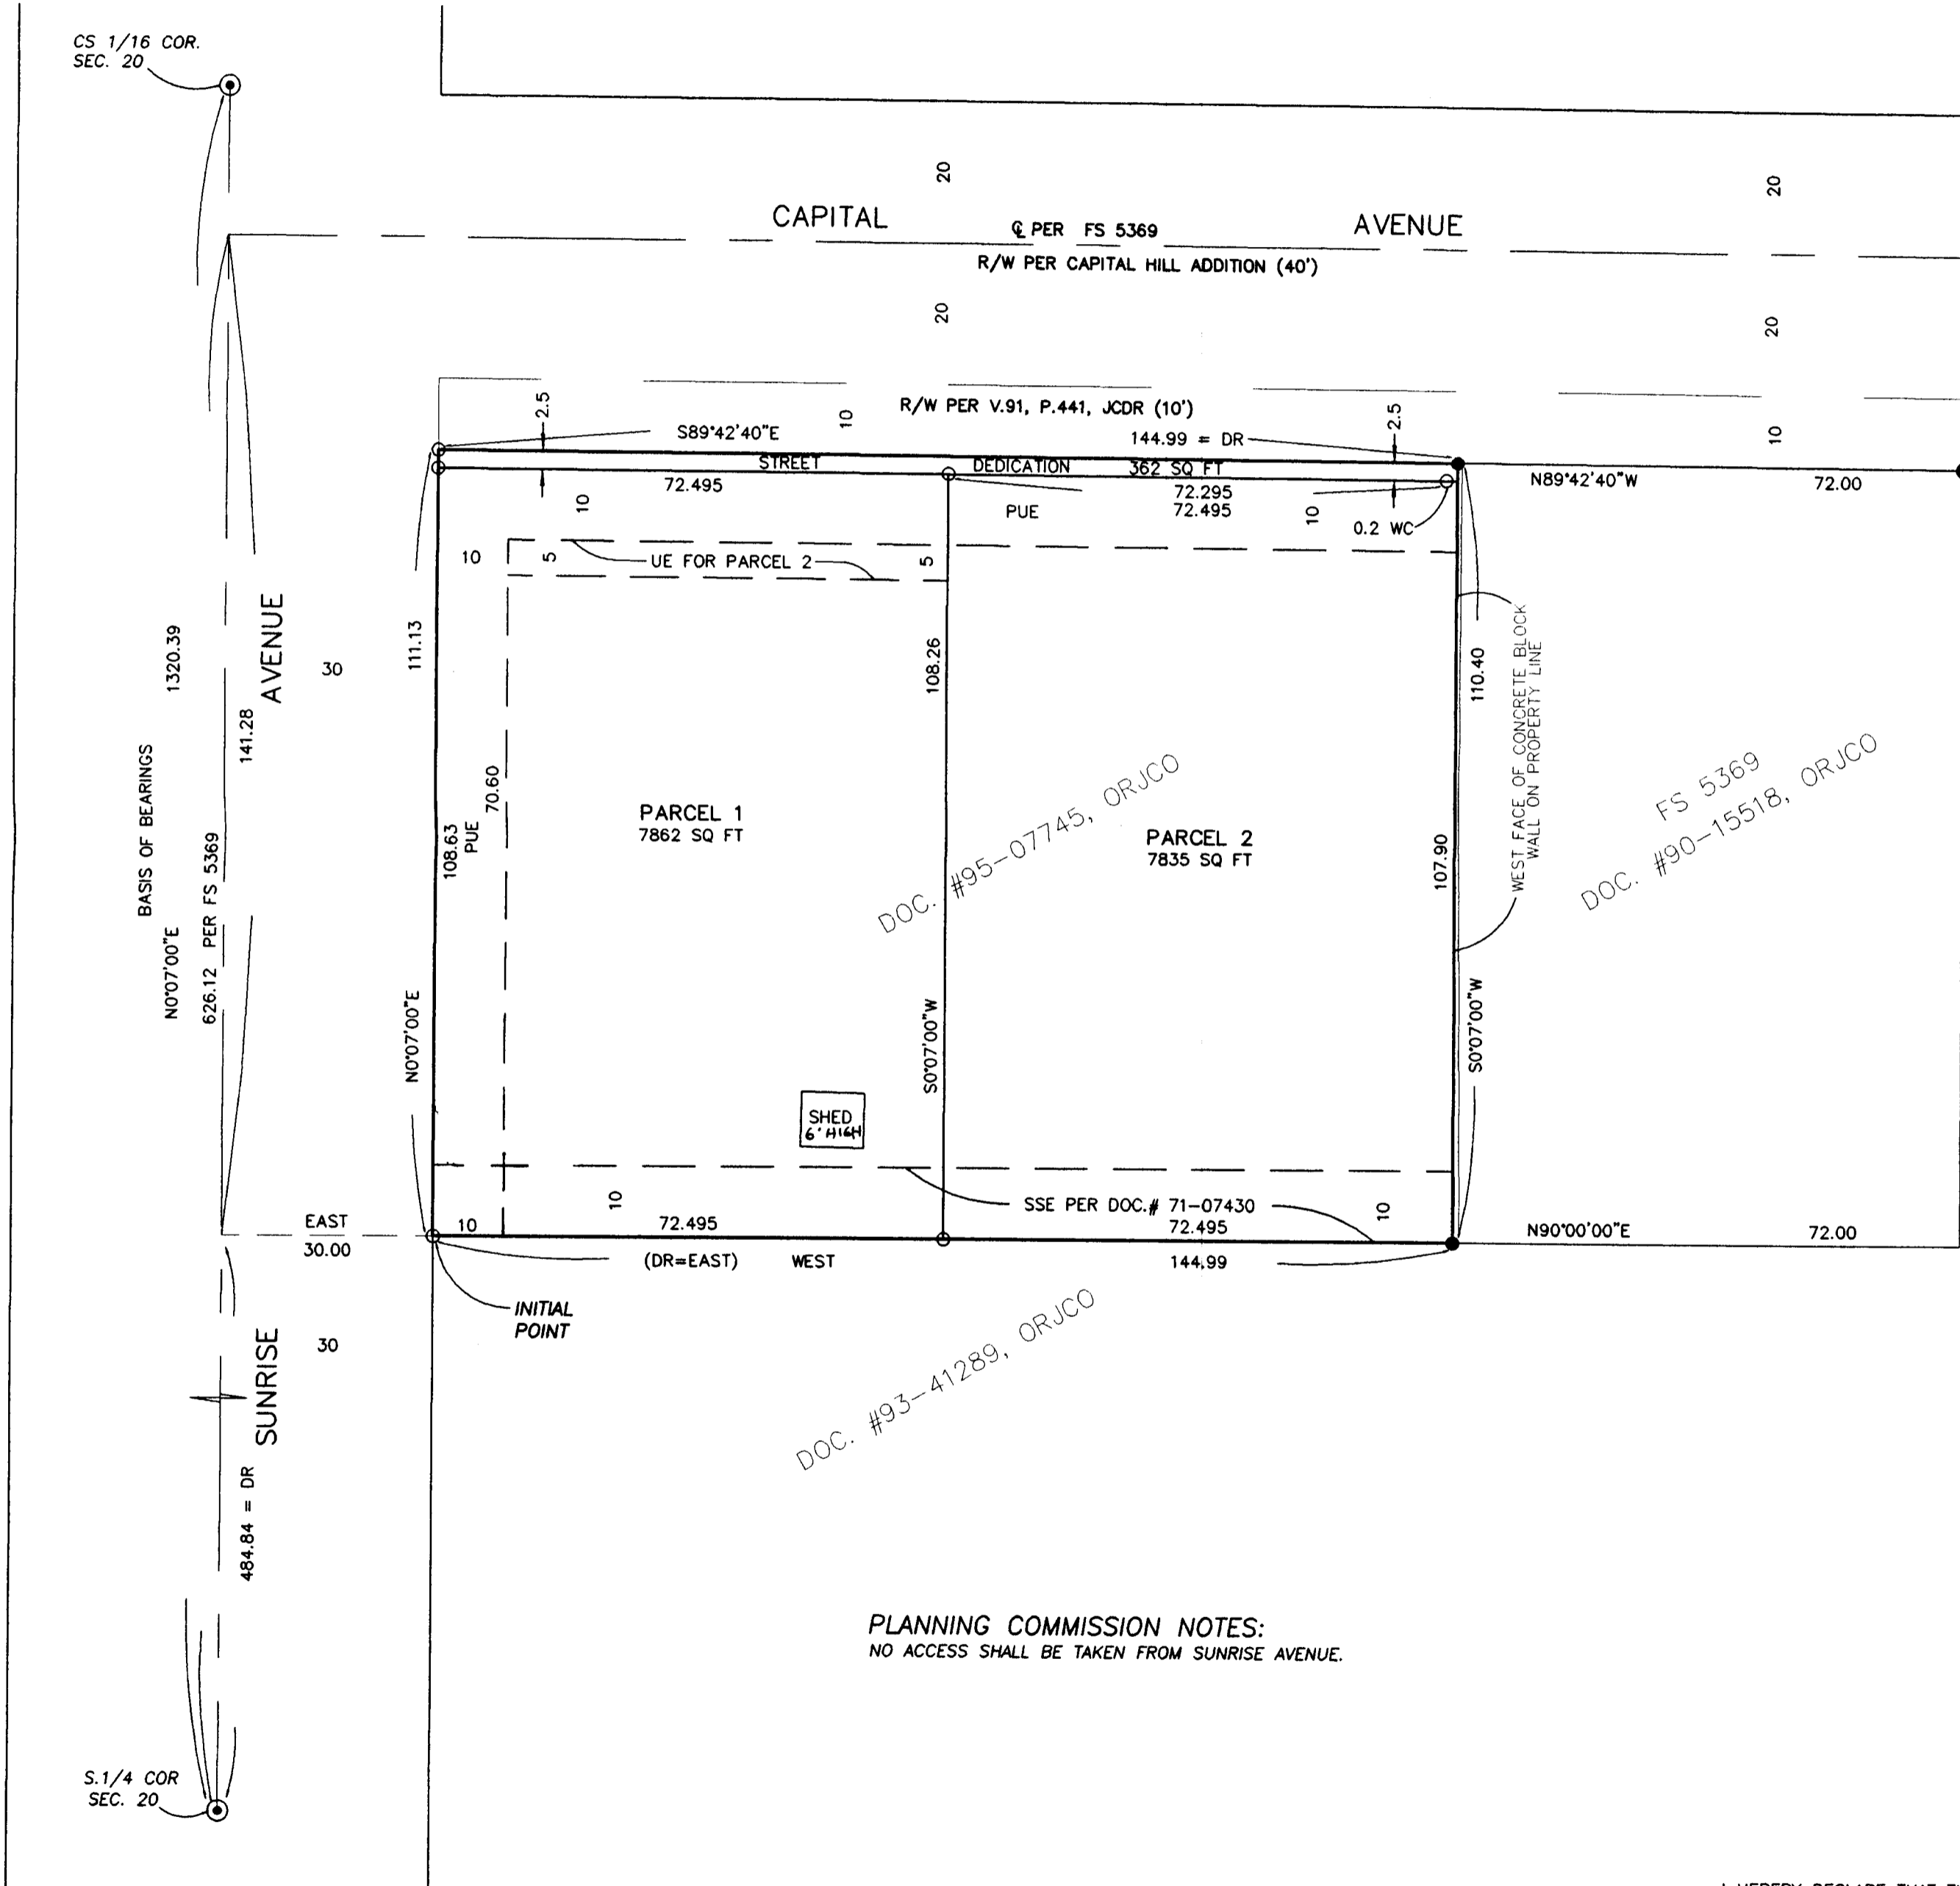 CS 1/16 COR.
SEC. 20
20
20
CAPITAL
AVENUE
℄ PER FS 5369
R/W PER CAPITAL HILL ADDITION (40')
20
20
R/W PER V.91, P.441, JCDR (10')
2.5
10
2.5
10
S89°42'40"E
144.99 = DR
STREET
DEDICATION
362 SQ FT
N89°42'40"W
72.00
72.495
72.295
72.495
PUE
10
10
0.2 WC
10
5
UE FOR PARCEL 2
5
AVENUE
30
1320.39
111.13
141.28
108.26
110.40
WEST FACE OF CONCRETE BLOCK
WALL ON PROPERTY LINE
BASIS OF BEARINGS
N0°07'00"E
626.12 PER FS 5369
108.63
PUE
70.60
PARCEL 1
7862 SQ FT
DOC. #95-07745, ORJCO
PARCEL 2
7835 SQ FT
107.90
FS 5369
DOC. #90-15518, ORJCO
N0°07'00"E
S0°07'00"W
S0°07'00"W
SHED
6' HIGH
EAST
30.00
10
10
72.495
SSE PER DOC.# 71-07430
72.495
10
N90°00'00"E
72.00
(DR=EAST)
WEST
144.99
INITIAL
POINT
30
SUNRISE
484.84 = DR
DOC. #93-41289, ORJCO
PLANNING COMMISSION NOTES:
NO ACCESS SHALL BE TAKEN FROM SUNRISE AVENUE.
S.1/4 COR
SEC. 20